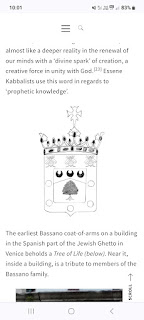 10.01
81%
almost like a deeper reality in the renewal of
our minds with a 'divine spark' of creation, a
creative force in unity with God.(23) Essene
Kabbalists use this word in regards to
'prophetic knowledge'.
The earliest Bassano coat-of-arms on a building
in the Spanish part of the Jewish Ghetto in
Venice beholds a Tree of Life (below). Near it,
inside a building, is a tribute to members of the
Bassano family.
SCROLL